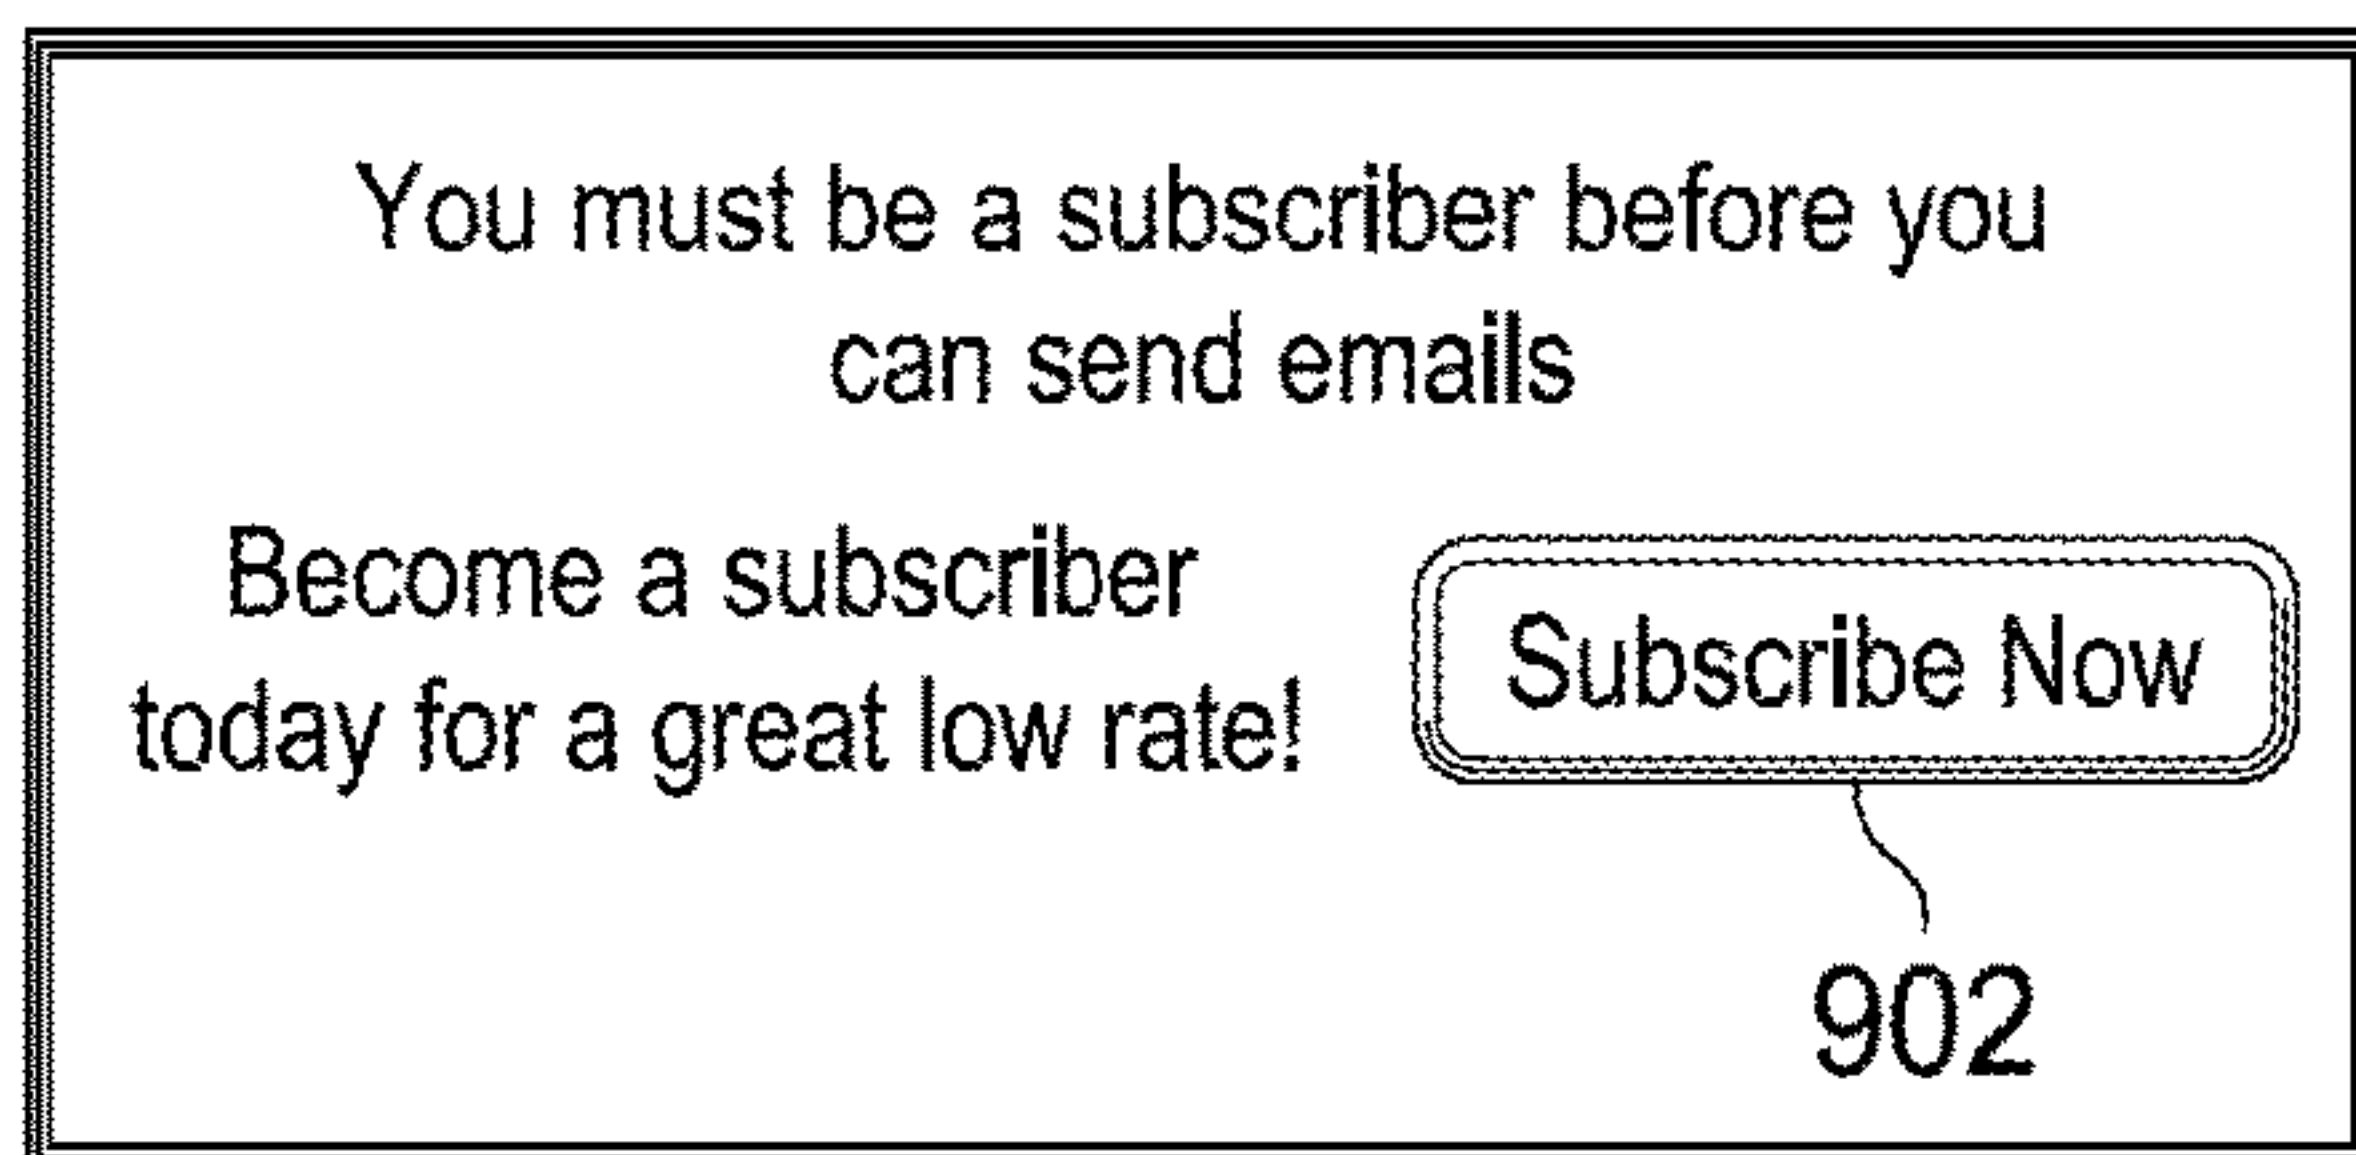 You must be a subscriber before you
can send emails
Become a subscriber
today for a great low rate!
Subscribe Now
902